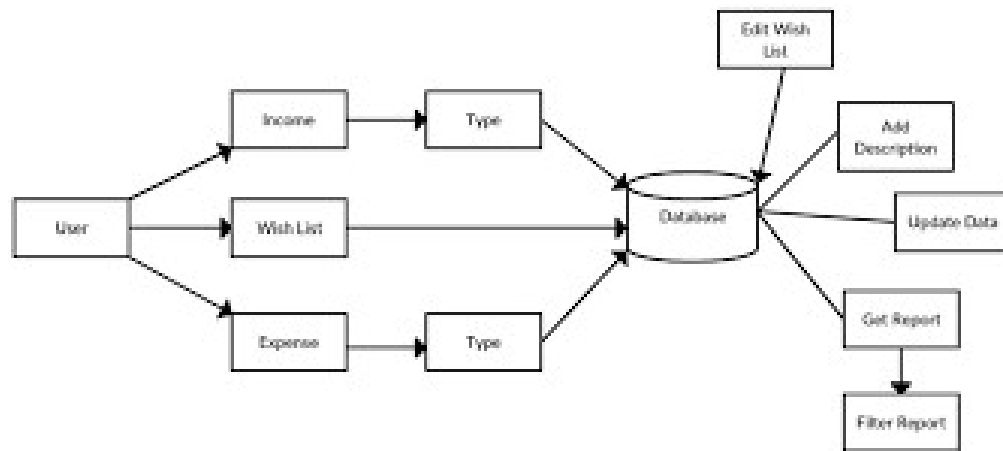 Edit Wish
List
Income
Type
Add
Description
User
Wish List
Database
Update Data
Expense
Type
Get Report
Filter Report